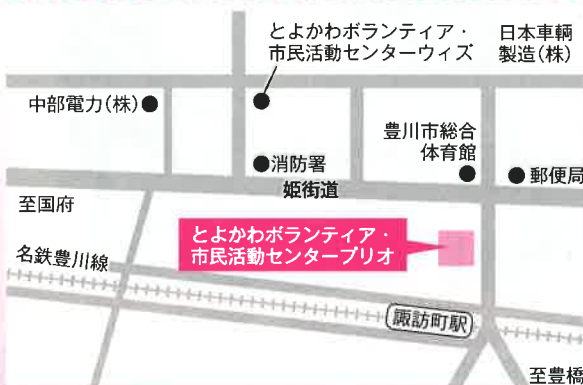 とよかわボランティア・
市民活動センターウィズ
日本車輌
製造(株)
中部電力(株)
豊川市総合
体育館
消防署
郵便局
姫街道
至国府
とよかわボランティア・
市民活動センタープリオ
名鉄豊川線
諏訪町駅
至豊橋